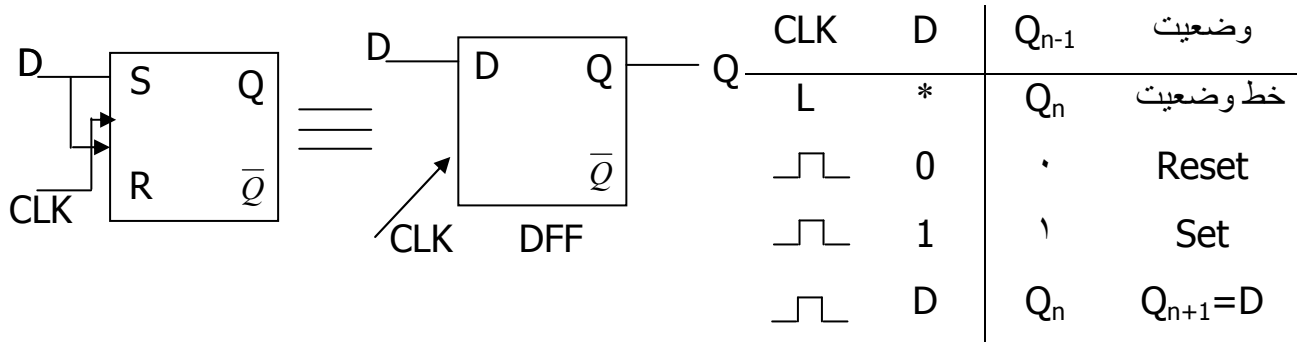 D S Q
R Q̅
CLK
D D Q Q
Q̅
CLK DFF
CLK D Qₙ₋₁ وضعیت
L * Qₙ خط وضعیت
0 ۰ Reset
1 ۱ Set
D Qₙ Qₙ₊₁=D